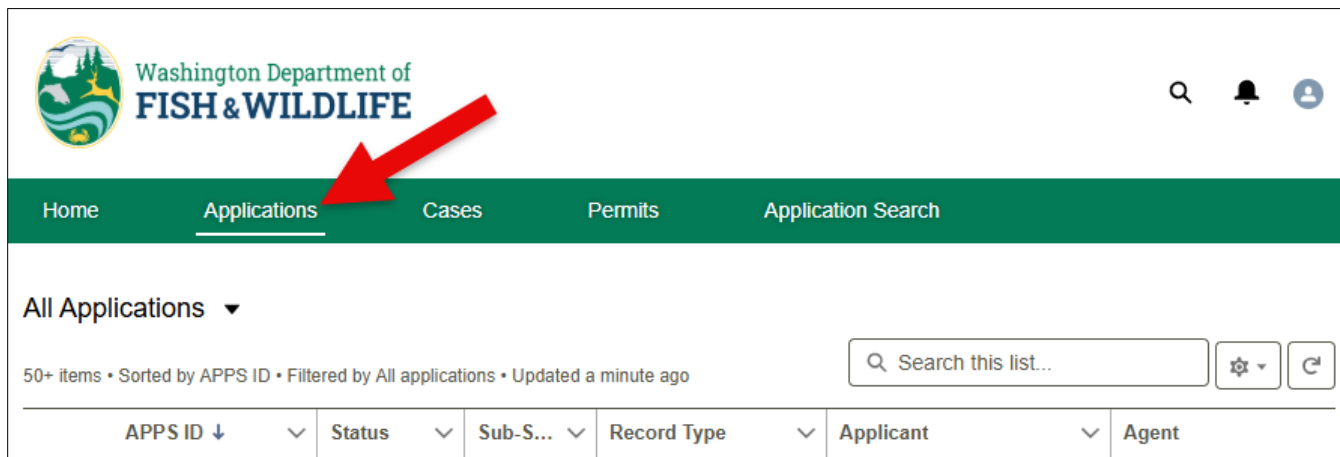 Washington Department of
FISH & WILDLIFE
Home Applications Cases Permits Application Search
All Applications
50+ items • Sorted by APPS ID • Filtered by All applications • Updated a minute ago
Search this list...
APPS ID Status Sub-S... Record Type Applicant Agent